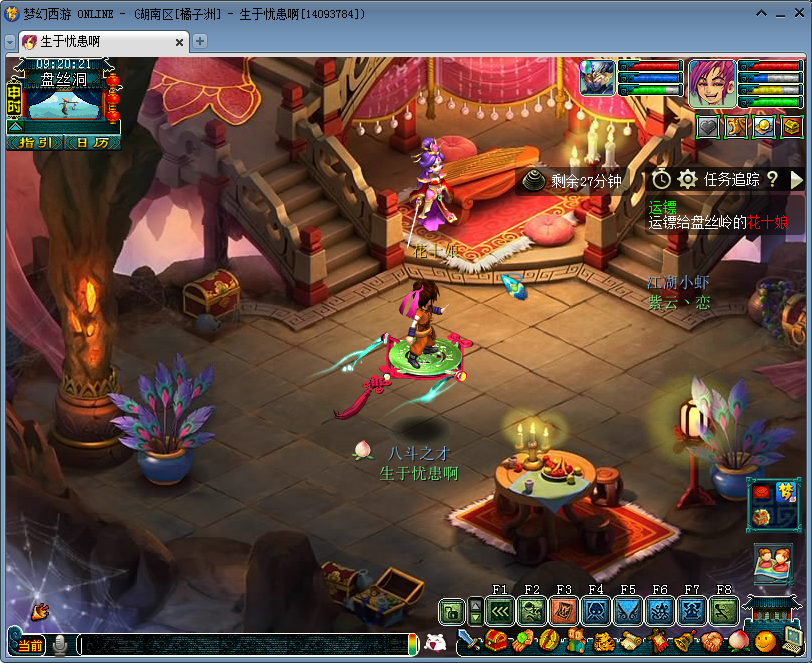 梦幻西游 ONLINE - (湖南区[橘子洲] - 生于忧患啊[14093784])
生于忧患啊
09:20:21
盘丝洞
申时
指引 日历
剩余27分钟
任务追踪 ?
运镖
运镖给盘丝岭的花十娘
花十娘
江湖小虾
紫云丶恋
八斗之才
生于忧患啊
梦
F1 F2 F3 F4 F5 F6 F7 F8
当前